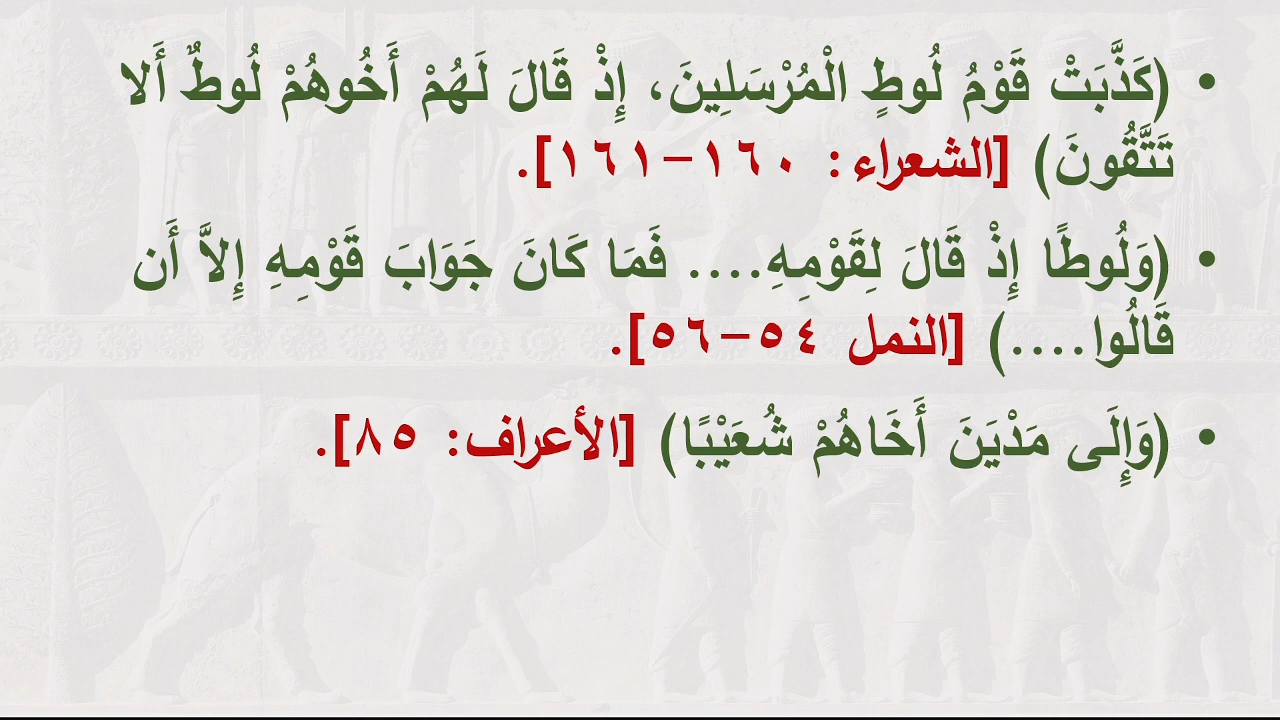 • (كَذَّبَتْ قَوْمُ لُوطٍ الْمُرْسَلِينَ، إِذْ قَالَ لَهُمْ أَخُوهُمْ لُوطٌ أَلا
تَتَّقُونَ) [الشعراء: ١٦٠-١٦١].
• (وَلُوطًا إِذْ قَالَ لِقَوْمِهِ.... فَمَا كَانَ جَوَابَ قَوْمِهِ إِلاَّ أَن
قَالُوا....) [النمل ٥٤-٥٦].
• (وَإِلَى مَدْيَنَ أَخَاهُمْ شُعَيْبًا) [الأعراف: ٨٥].